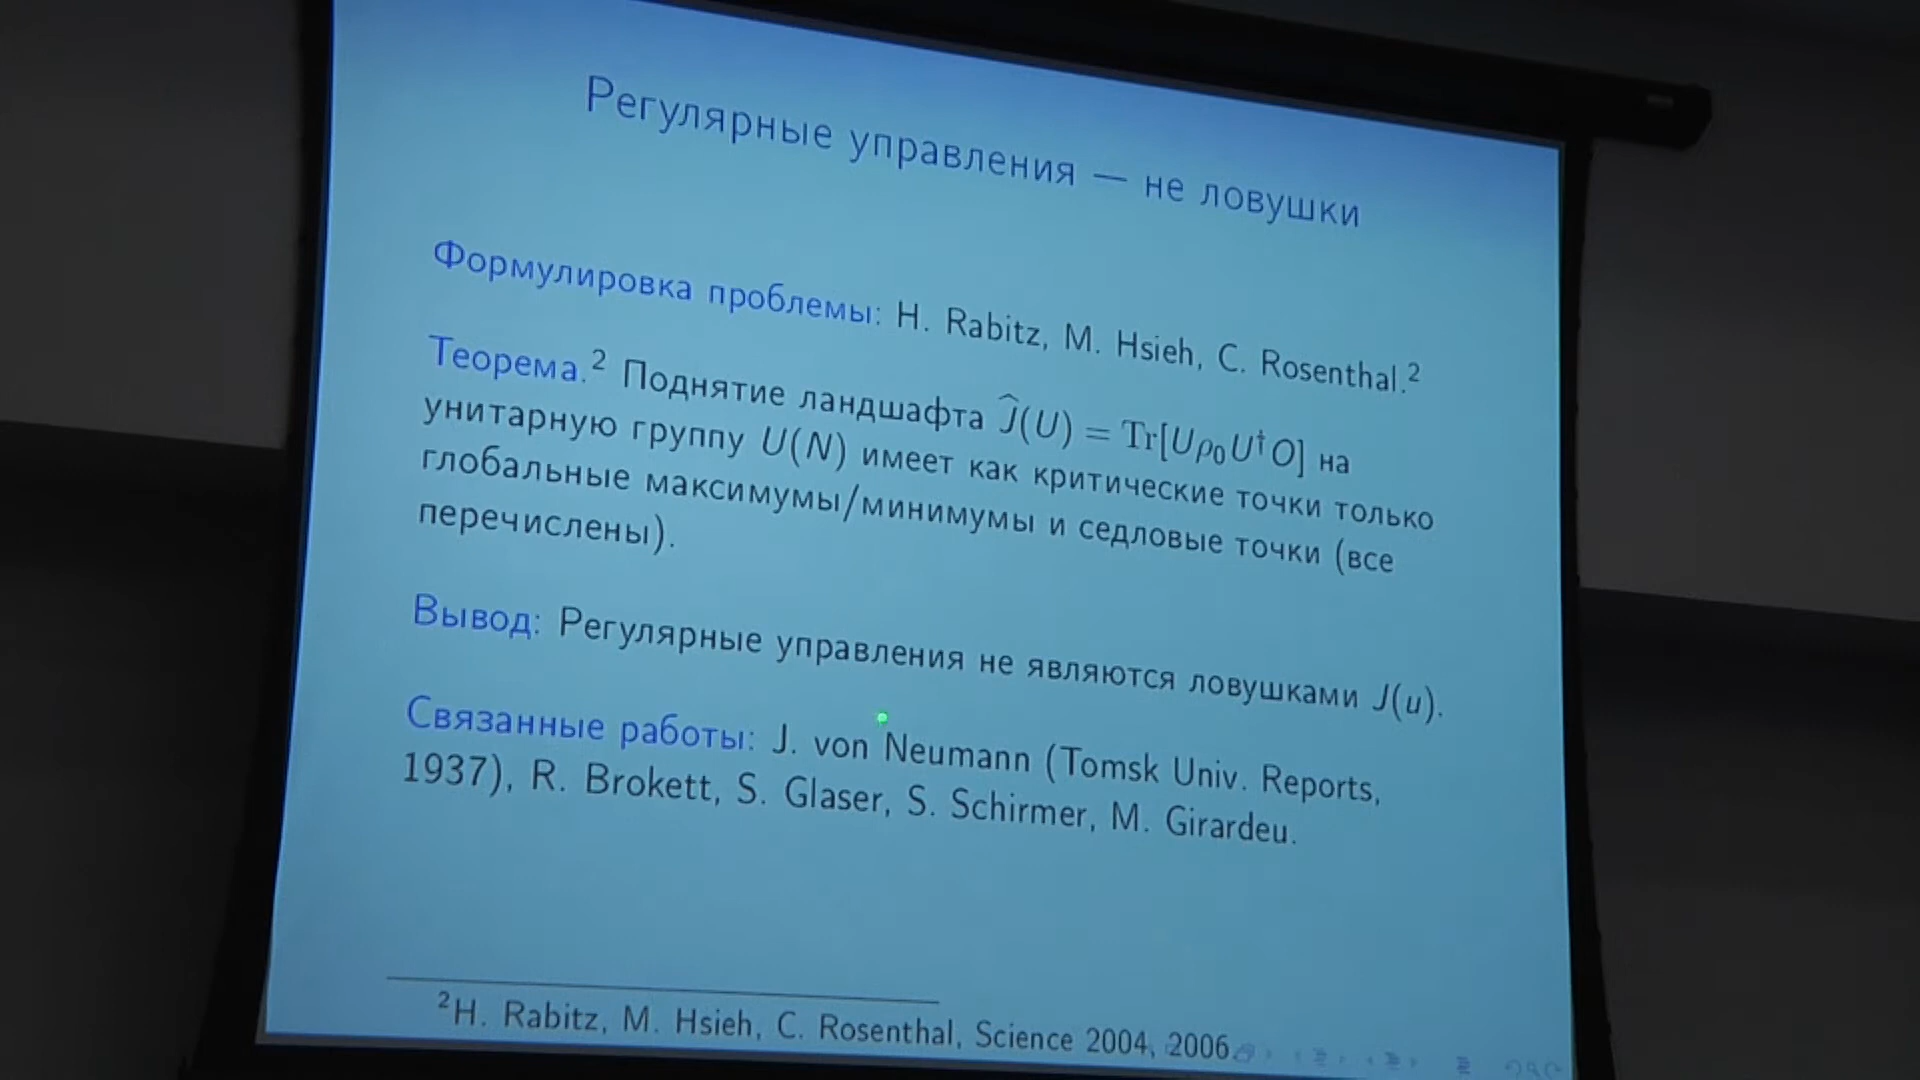 Регулярные управления — не ловушки
Формулировка проблемы: H. Rabitz, M. Hsieh, C. Rosenthal.²
Теорема.² Поднятие ландшафта Ĵ(U) = Tr[Uρ₀U†O] на
унитарную группу U(N) имеет как критические точки только
глобальные максимумы/минимумы и седловые точки (все
перечислены).
Вывод: Регулярные управления не являются ловушками J(u).
Связанные работы: J. von Neumann (Tomsk Univ. Reports,
1937), R. Brokett, S. Glaser, S. Schirmer, M. Girardeu.
²H. Rabitz, M. Hsieh, C. Rosenthal, Science 2004, 2006